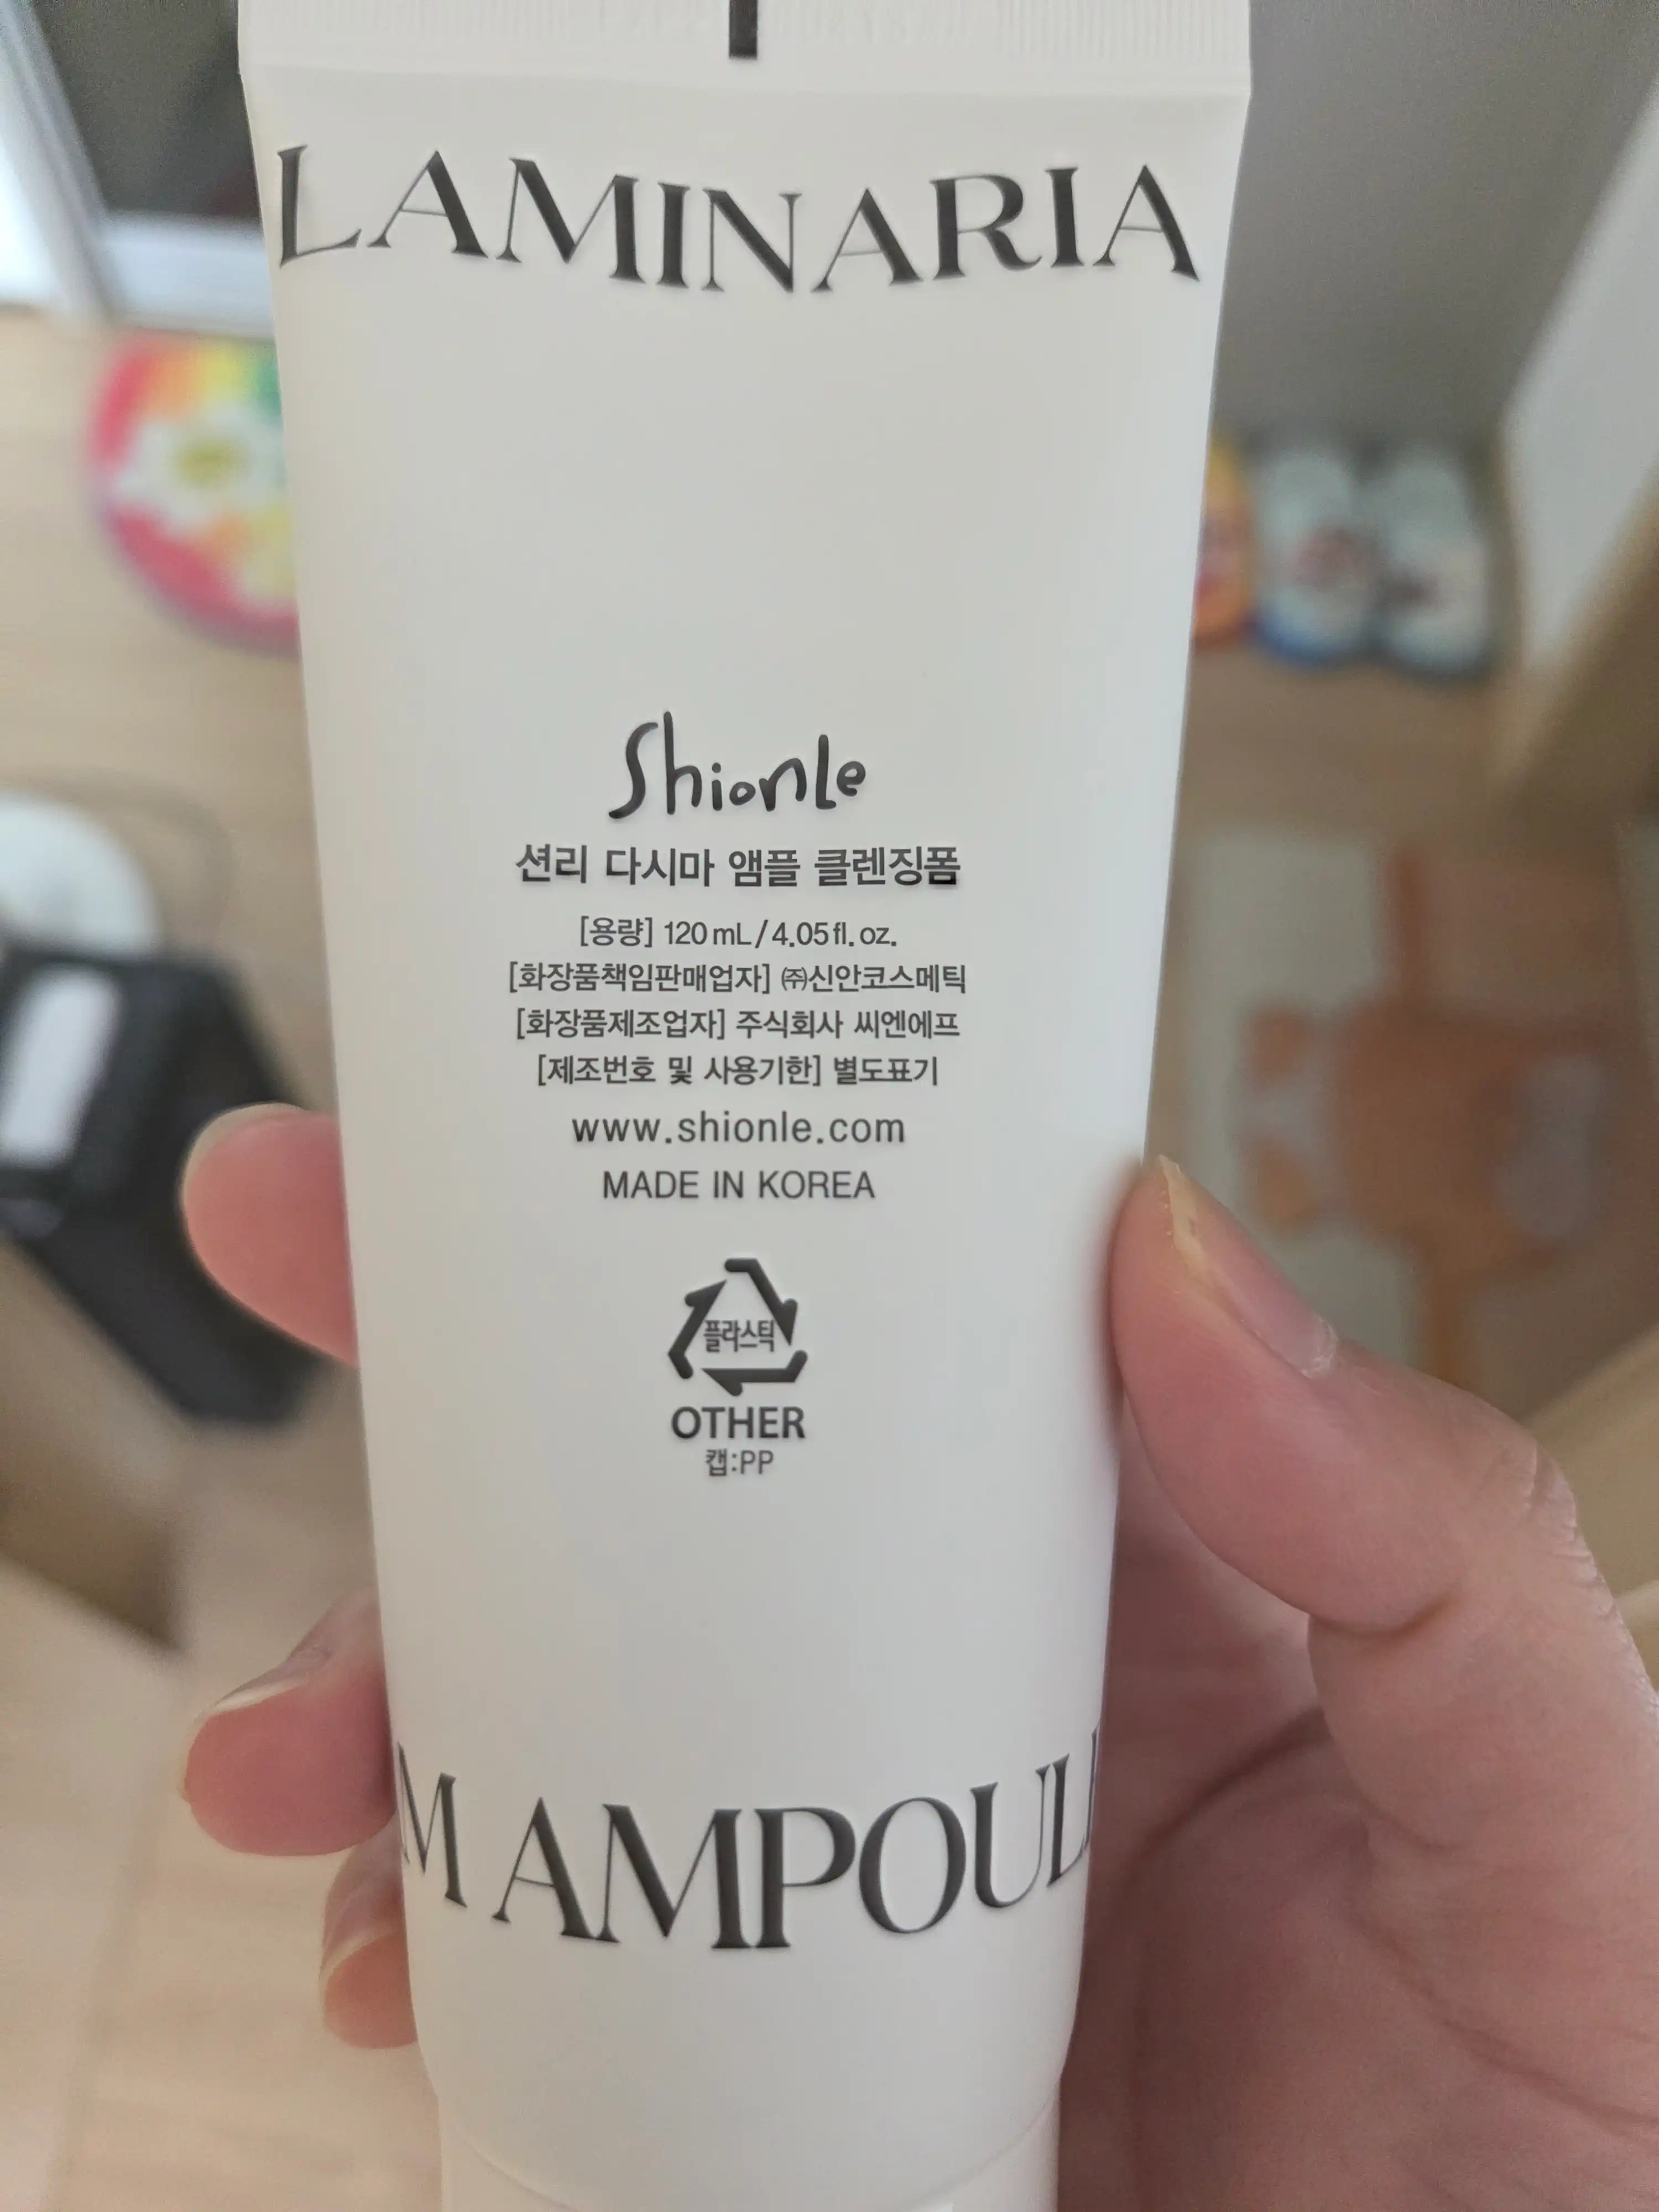 LAMINARIA
Shionle
션리 다시마 앰플 클렌징폼
[용량] 120 mL / 4.05 fl. oz.
[화장품책임판매업자] ㈜신안코스메틱
[화장품제조업자] 주식회사 씨엔에프
[제조번호 및 사용기한] 별도표기
www.shionle.com
MADE IN KOREA
플라스틱
OTHER
캡:PP
M AMPOUL